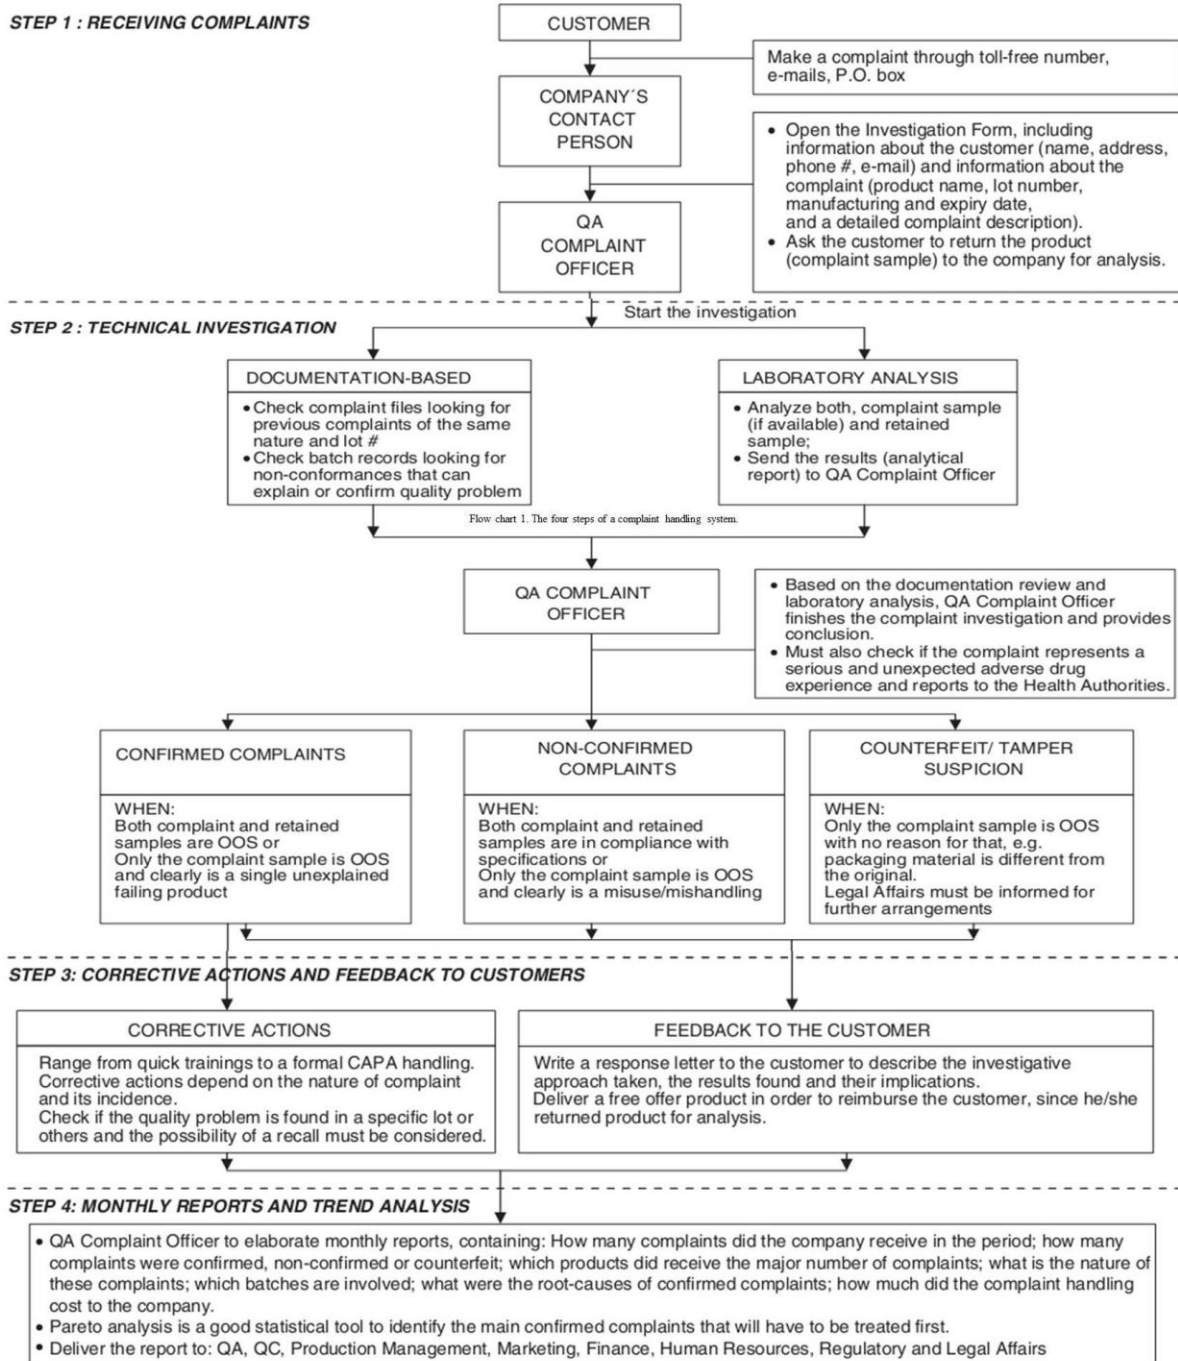 STEP 1 : RECEIVING COMPLAINTS
CUSTOMER
Make a complaint through toll-free number,
e-mails, P.O. box
COMPANY´S
CONTACT
PERSON
• Open the Investigation Form, including
information about the customer (name, address,
phone #, e-mail) and information about the
complaint (product name, lot number,
manufacturing and expiry date,
and a detailed complaint description).
• Ask the customer to return the product
(complaint sample) to the company for analysis.
QA
COMPLAINT
OFFICER
STEP 2 : TECHNICAL INVESTIGATION
Start the investigation
DOCUMENTATION-BASED
• Check complaint files looking for
previous complaints of the same
nature and lot #
• Check batch records looking for
non-conformances that can
explain or confirm quality problem
LABORATORY ANALYSIS
• Analyze both, complaint sample
(if available) and retained
sample;
• Send the results (analytical
report) to QA Complaint Officer
Flow chart 1. The four steps of a complaint handling system.
QA COMPLAINT
OFFICER
• Based on the documentation review and
laboratory analysis, QA Complaint Officer
finishes the complaint investigation and provides
conclusion.
• Must also check if the complaint represents a
serious and unexpected adverse drug
experience and reports to the Health Authorities.
CONFIRMED COMPLAINTS
WHEN:
Both complaint and retained
samples are OOS or
Only the complaint sample is OOS
and clearly is a single unexplained
failing product
NON-CONFIRMED
COMPLAINTS
WHEN:
Both complaint and retained
samples are in compliance with
specifications or
Only the complaint sample is OOS
and clearly is a misuse/mishandling
COUNTERFEIT/ TAMPER
SUSPICION
WHEN:
Only the complaint sample is OOS
with no reason for that, e.g.
packaging material is different from
the original.
Legal Affairs must be informed for
further arrangements
STEP 3: CORRECTIVE ACTIONS AND FEEDBACK TO CUSTOMERS
CORRECTIVE ACTIONS
Range from quick trainings to a formal CAPA handling.
Corrective actions depend on the nature of complaint
and its incidence.
Check if the quality problem is found in a specific lot or
others and the possibility of a recall must be considered.
FEEDBACK TO THE CUSTOMER
Write a response letter to the customer to describe the investigative
approach taken, the results found and their implications.
Deliver a free offer product in order to reimburse the customer, since he/she
returned product for analysis.
STEP 4: MONTHLY REPORTS AND TREND ANALYSIS
• QA Complaint Officer to elaborate monthly reports, containing: How many complaints did the company receive in the period; how many
complaints were confirmed, non-confirmed or counterfeit; which products did receive the major number of complaints; what is the nature of
these complaints; which batches are involved; what were the root-causes of confirmed complaints; how much did the complaint handling
cost to the company.
• Pareto analysis is a good statistical tool to identify the main confirmed complaints that will have to be treated first.
• Deliver the report to: QA, QC, Production Management, Marketing, Finance, Human Resources, Regulatory and Legal Affairs